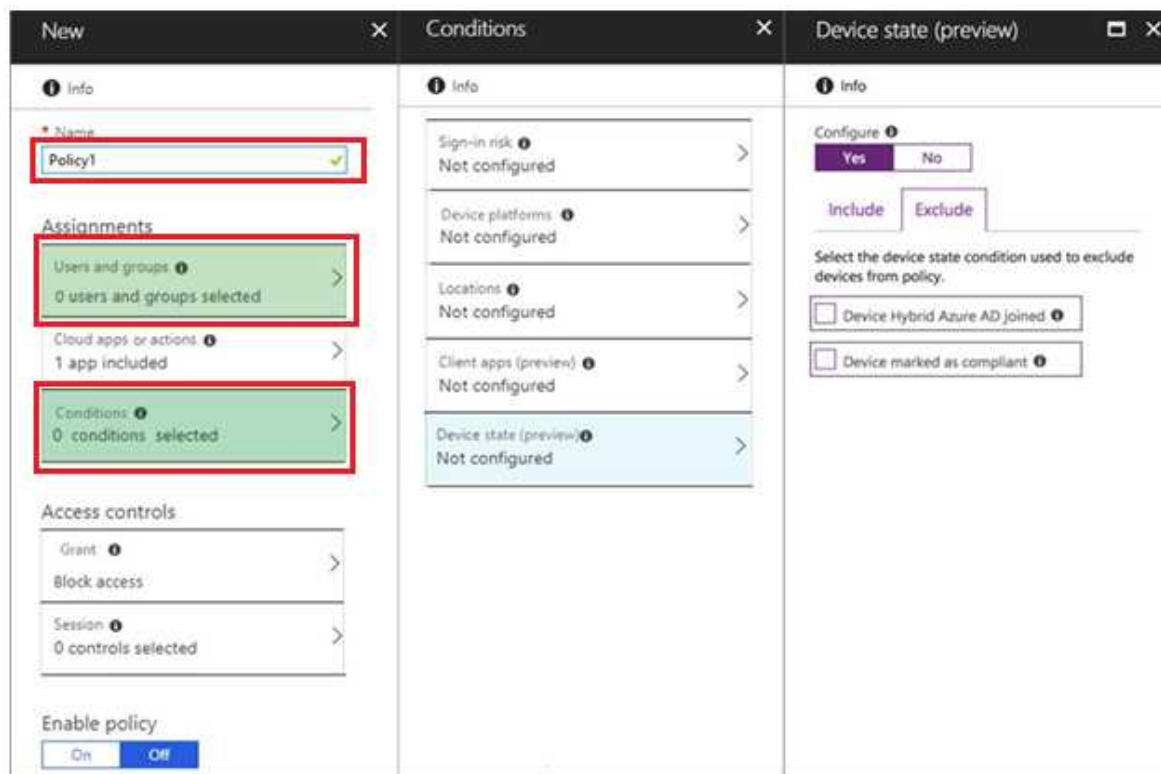 New
Info
* Name
Policy1
Assignments
Users and groups
0 users and groups selected
Cloud apps or actions
1 app included
Conditions
0 conditions selected
Access controls
Grant
Block access
Session
0 controls selected
Enable policy
On Off
Conditions
Info
Sign-in risk
Not configured
Device platforms
Not configured
Locations
Not configured
Client apps (preview)
Not configured
Device state (preview)
Not configured
Device state (preview)
Info
Configure
Yes No
Include Exclude
Select the device state condition used to exclude
devices from policy.
Device Hybrid Azure AD joined
Device marked as compliant